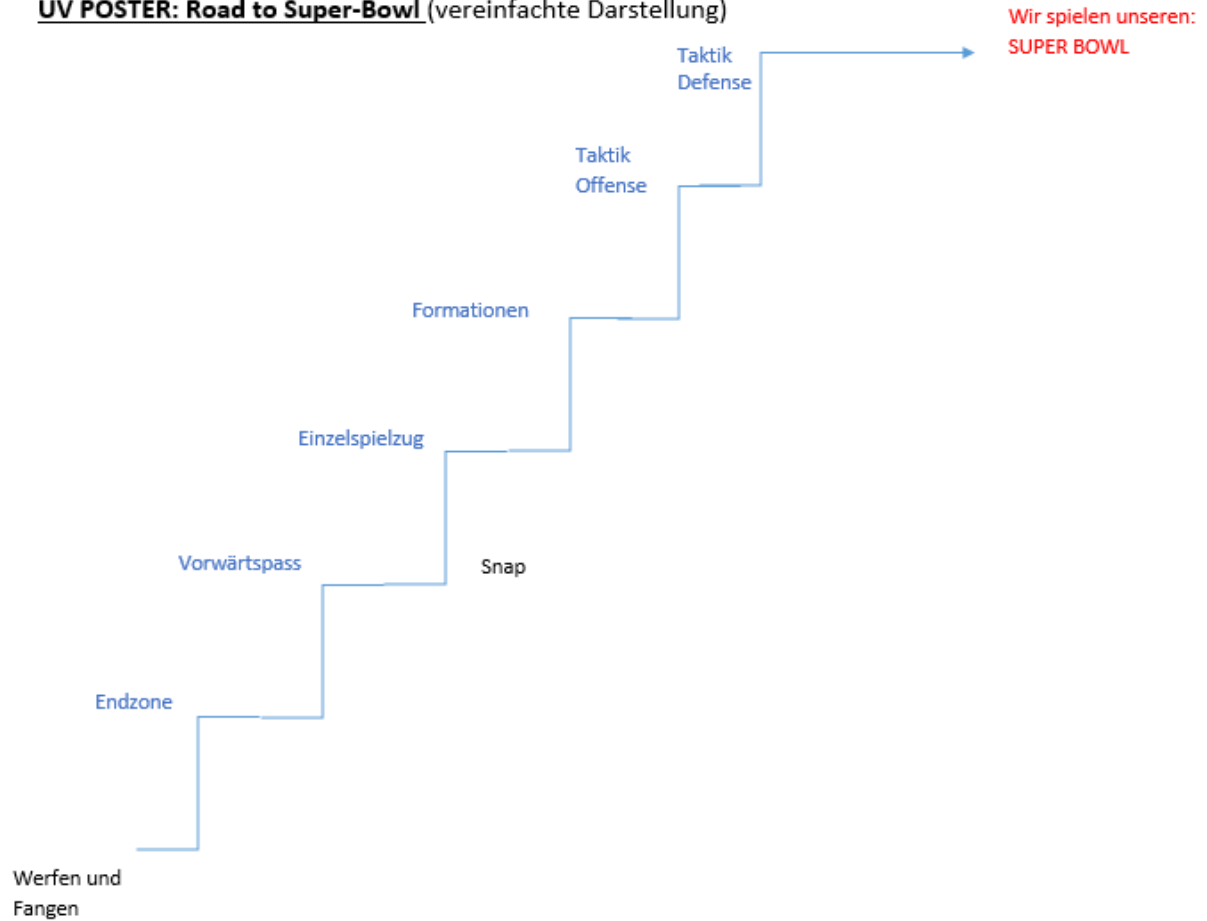 UV POSTER: Road to Super-Bowl (vereinfachte Darstellung)
Wir spielen unseren:
SUPER BOWL
Taktik
Defense
Taktik
Offense
Formationen
Einzelspielzug
Vorwärtspass
Snap
Endzone
Werfen und
Fangen